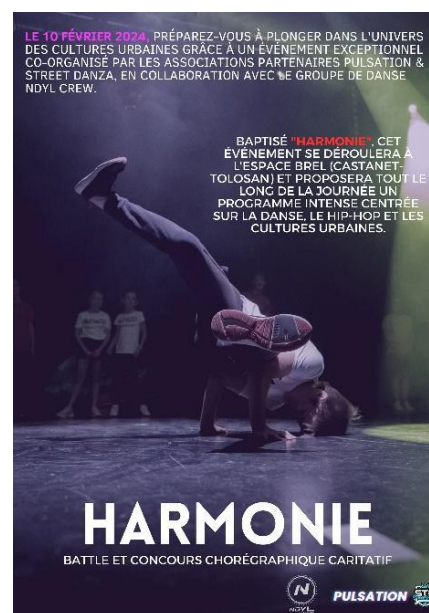 LE 10 FÉVRIER 2024, PRÉPAREZ-VOUS À PLONGER DANS L'UNIVERS
DES CULTURES URBAINES GRÂCE À UN ÉVÉNEMENT EXCEPTIONNEL
CO-ORGANISÉ PAR LES ASSOCIATIONS PARTENAIRES PULSATION &
STREET DANZA, EN COLLABORATION AVEC LE GROUPE DE DANSE
NDYL CREW.
BAPTISÉ "HARMONIE", CET
ÉVÉNEMENT SE DÉROULERA À
L'ESPACE BREL (CASTANET-
TOLOSAN) ET PROPOSERA TOUT LE
LONG DE LA JOURNÉE UN
PROGRAMME INTENSE CENTRÉE
SUR LA DANSE, LE HIP-HOP ET LES
CULTURES URBAINES.
HARMONIE
BATTLE ET CONCOURS CHORÉGRAPHIQUE CARITATIF
N
NDYL
PULSATION